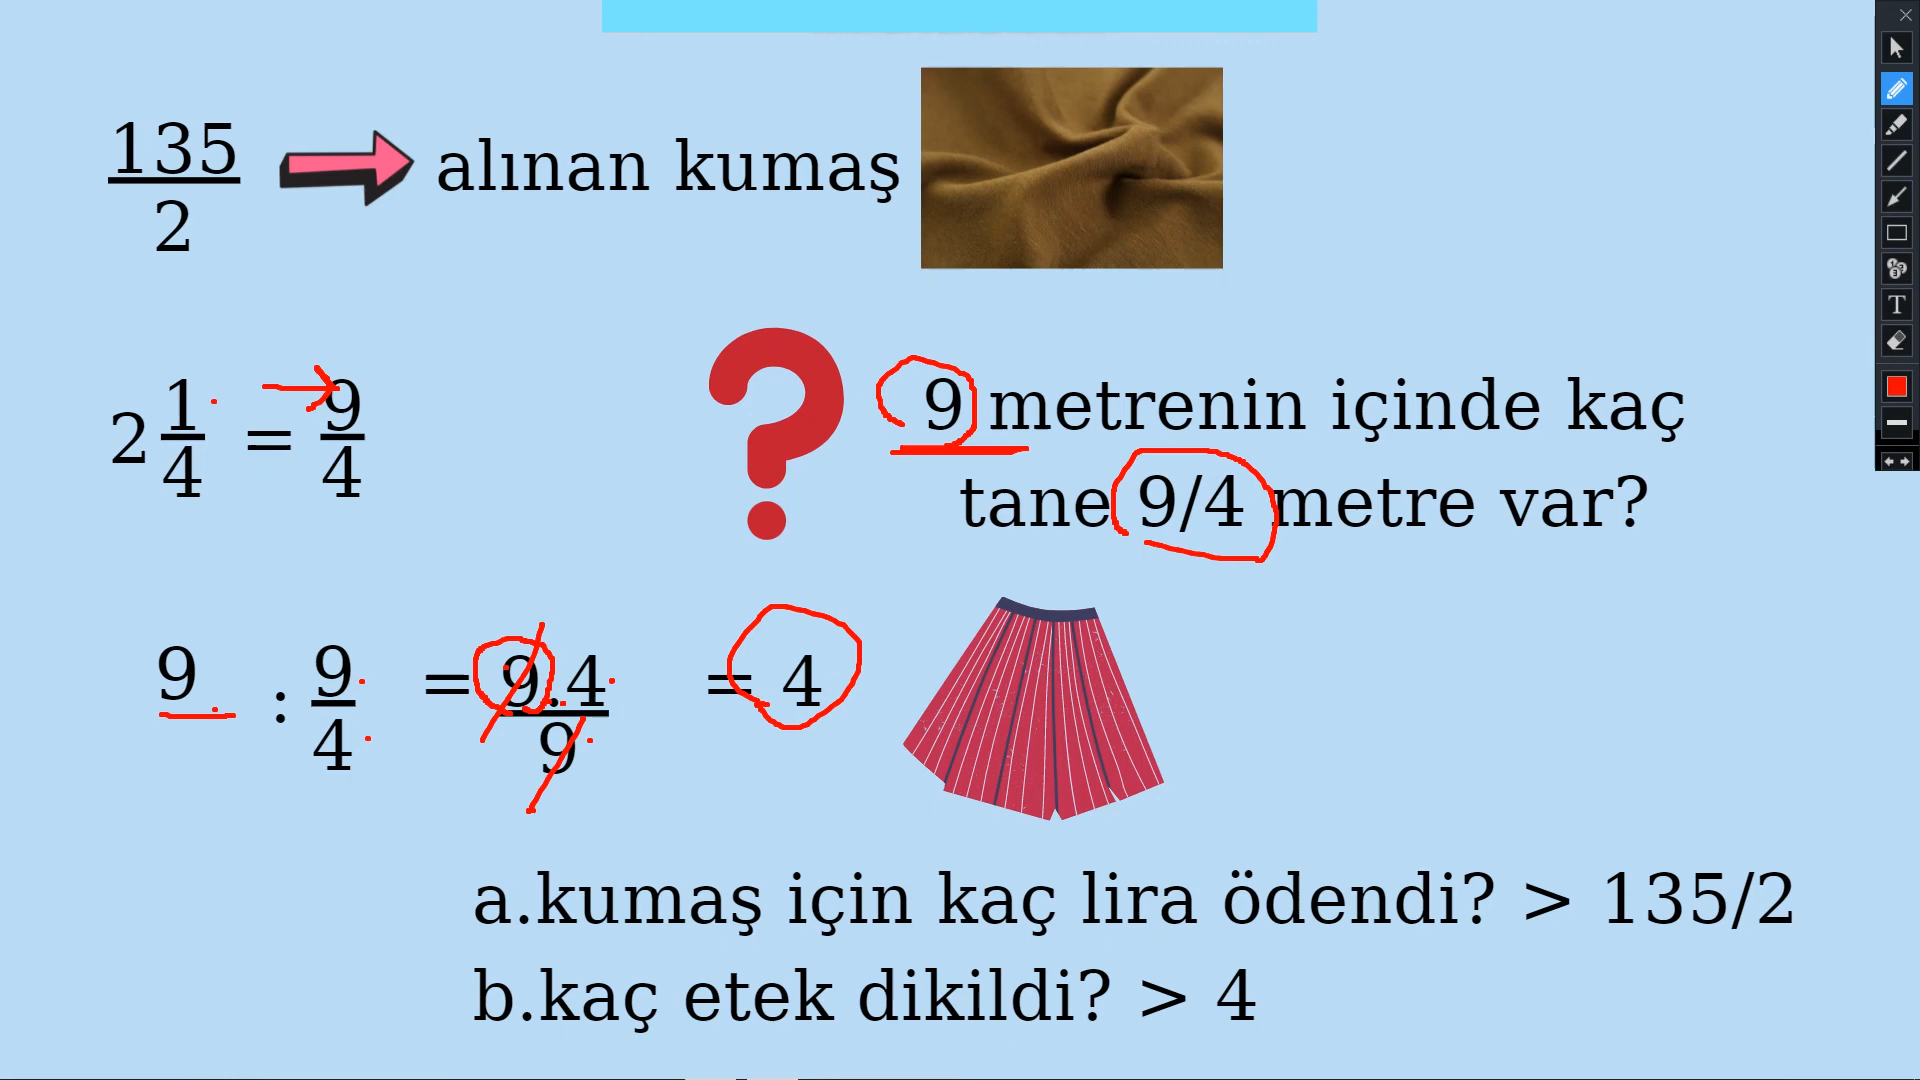 135
2
alınan kumaş
2 1/4 = 9/4
9 metrenin içinde kaç
tane 9/4 metre var?
9 : 9/4 = 9.4/9 = 4
a.kumaş için kaç lira ödendi? > 135/2
b.kaç etek dikildi? > 4
T